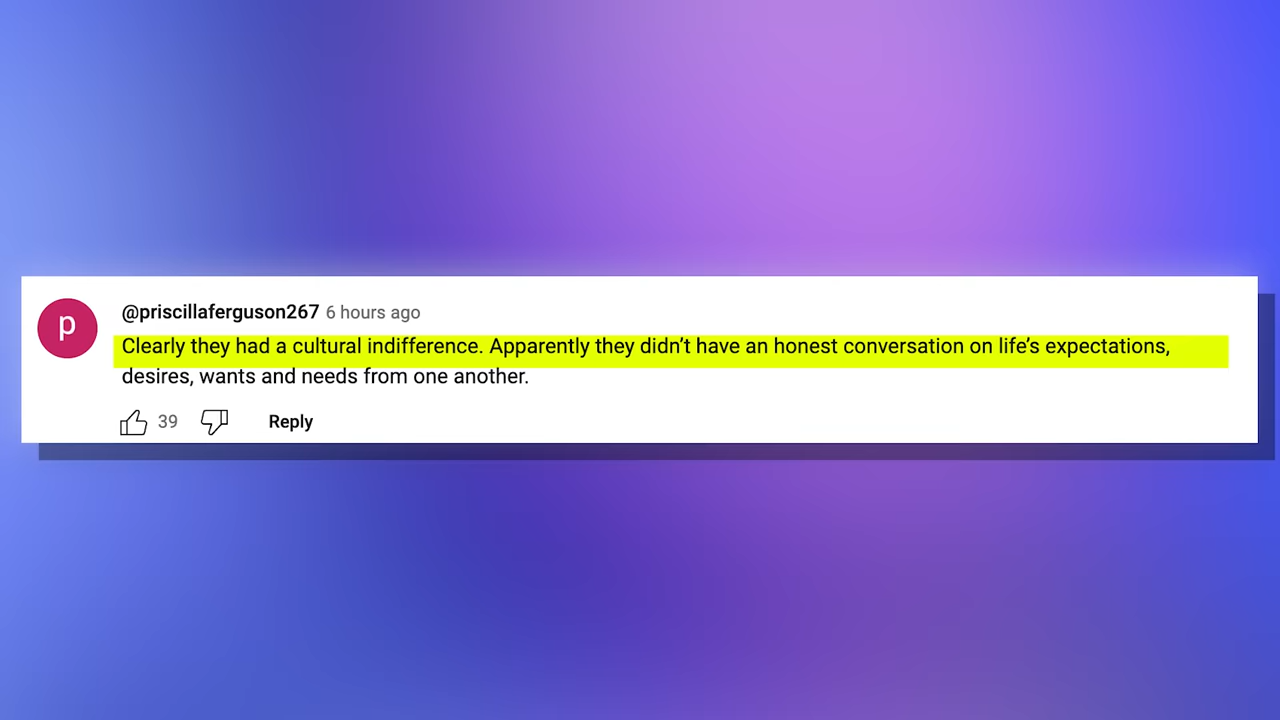 p
@priscillaferguson267 6 hours ago
Clearly they had a cultural indifference. Apparently they didn’t have an honest conversation on life’s expectations,
desires, wants and needs from one another.
39 Reply